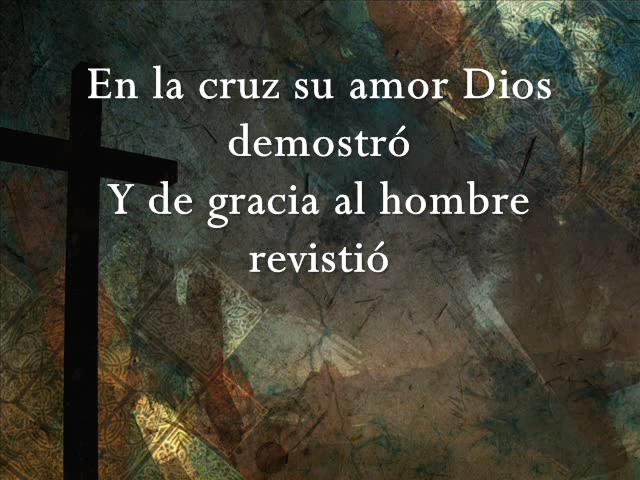 En la cruz su amor Dios
demostró
Y de gracia al hombre
revistió